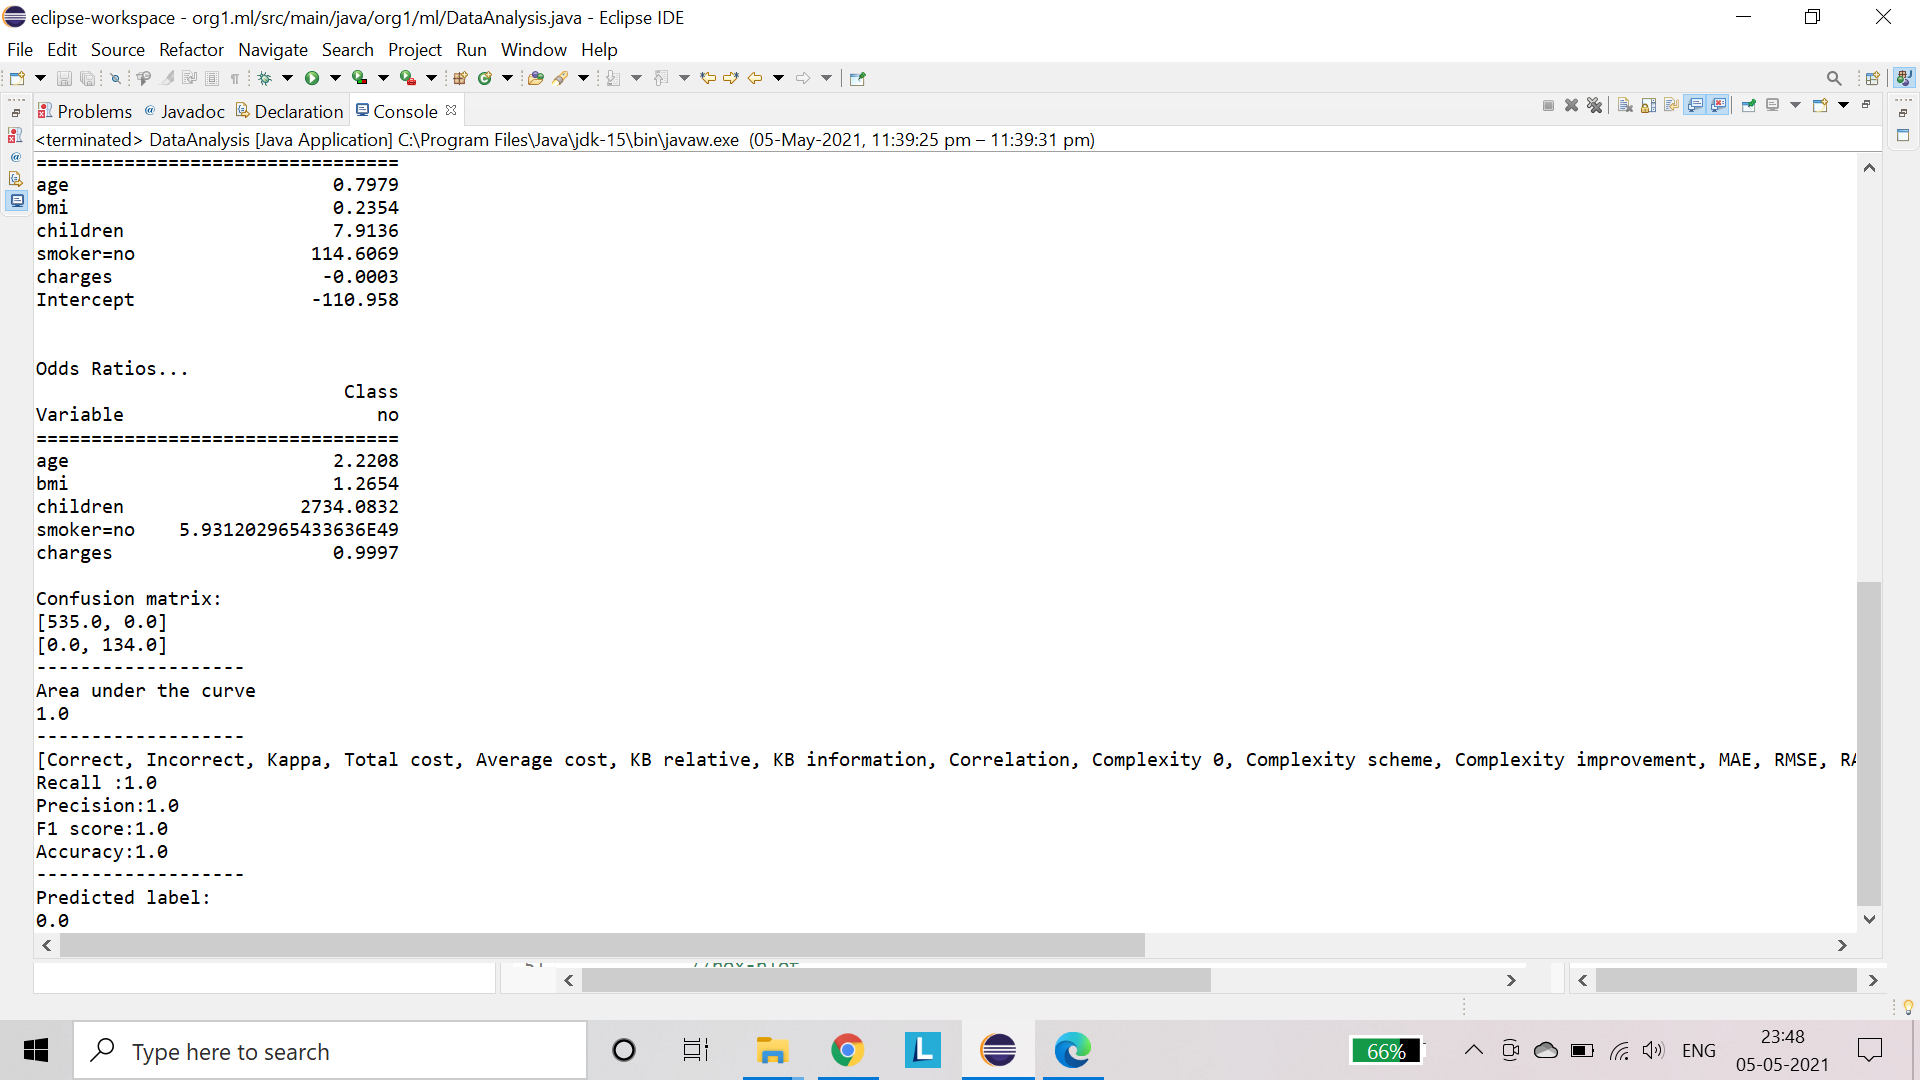 eclipse-workspace - org1.ml/src/main/java/org1/ml/DataAnalysis.java - Eclipse IDE
File Edit Source Refactor Navigate Search Project Run Window Help
Problems @ Javadoc Declaration Console
<terminated> DataAnalysis [Java Application] C:\Program Files\Java\jdk-15\bin\javaw.exe (05-May-2021, 11:39:25 pm – 11:39:31 pm)
=================================
age 0.7979
bmi 0.2354
children 7.9136
smoker=no 114.6069
charges -0.0003
Intercept -110.958
Odds Ratios...
Class
Variable no
=================================
age 2.2208
bmi 1.2654
children 2734.0832
smoker=no 5.931202965433636E49
charges 0.9997
Confusion matrix:
[535.0, 0.0]
[0.0, 134.0]
-------------------
Area under the curve
1.0
-------------------
[Correct, Incorrect, Kappa, Total cost, Average cost, KB relative, KB information, Correlation, Complexity 0, Complexity scheme, Complexity improvement, MAE, RMSE, RA
Recall :1.0
Precision:1.0
F1 score:1.0
Accuracy:1.0
-------------------
Predicted label:
0.0
Type here to search
L
66%
ENG
23:48
05-05-2021